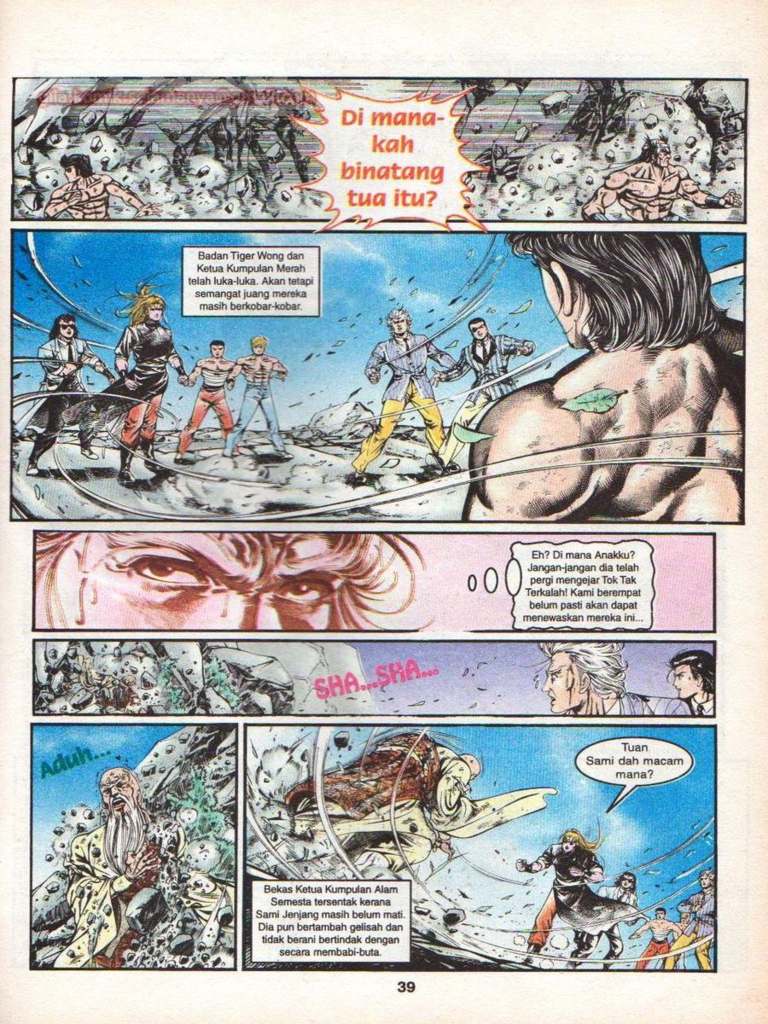 Di mana-
kah
binatang
tua itu?
Badan Tiger Wong dan
Ketua Kumpulan Merah
telah luka-luka. Akan tetapi
semangat juang mereka
masih berkobar-kobar.
Eh? Di mana Anakku?
Jangan-jangan dia telah
pergi mengejar Tok Tak
Terkalah! Kami berempat
belum pasti akan dapat
menewaskan mereka ini...
SHA...SHA...
Aduh...
Tuan
Sami dah macam
mana?
Bekas Ketua Kumpulan Alam
Semesta tersentak kerana
Sami Jenjang masih belum mati.
Dia pun bertambah gelisah dan
tidak berani bertindak dengan
secara membabi-buta.
39